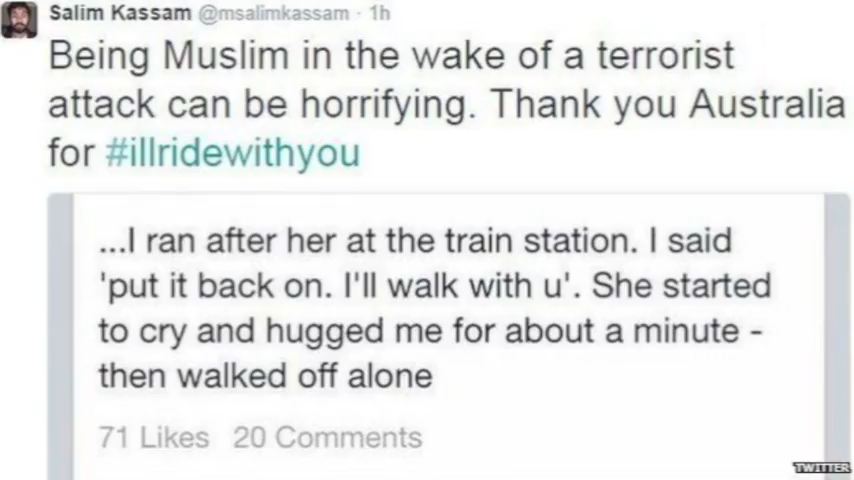 Salim Kassam @msalimkassam · 1h
Being Muslim in the wake of a terrorist
attack can be horrifying. Thank you Australia
for #illridewithyou
...I ran after her at the train station. I said
'put it back on. I'll walk with u'. She started
to cry and hugged me for about a minute -
then walked off alone
71 Likes 20 Comments
TWITTER